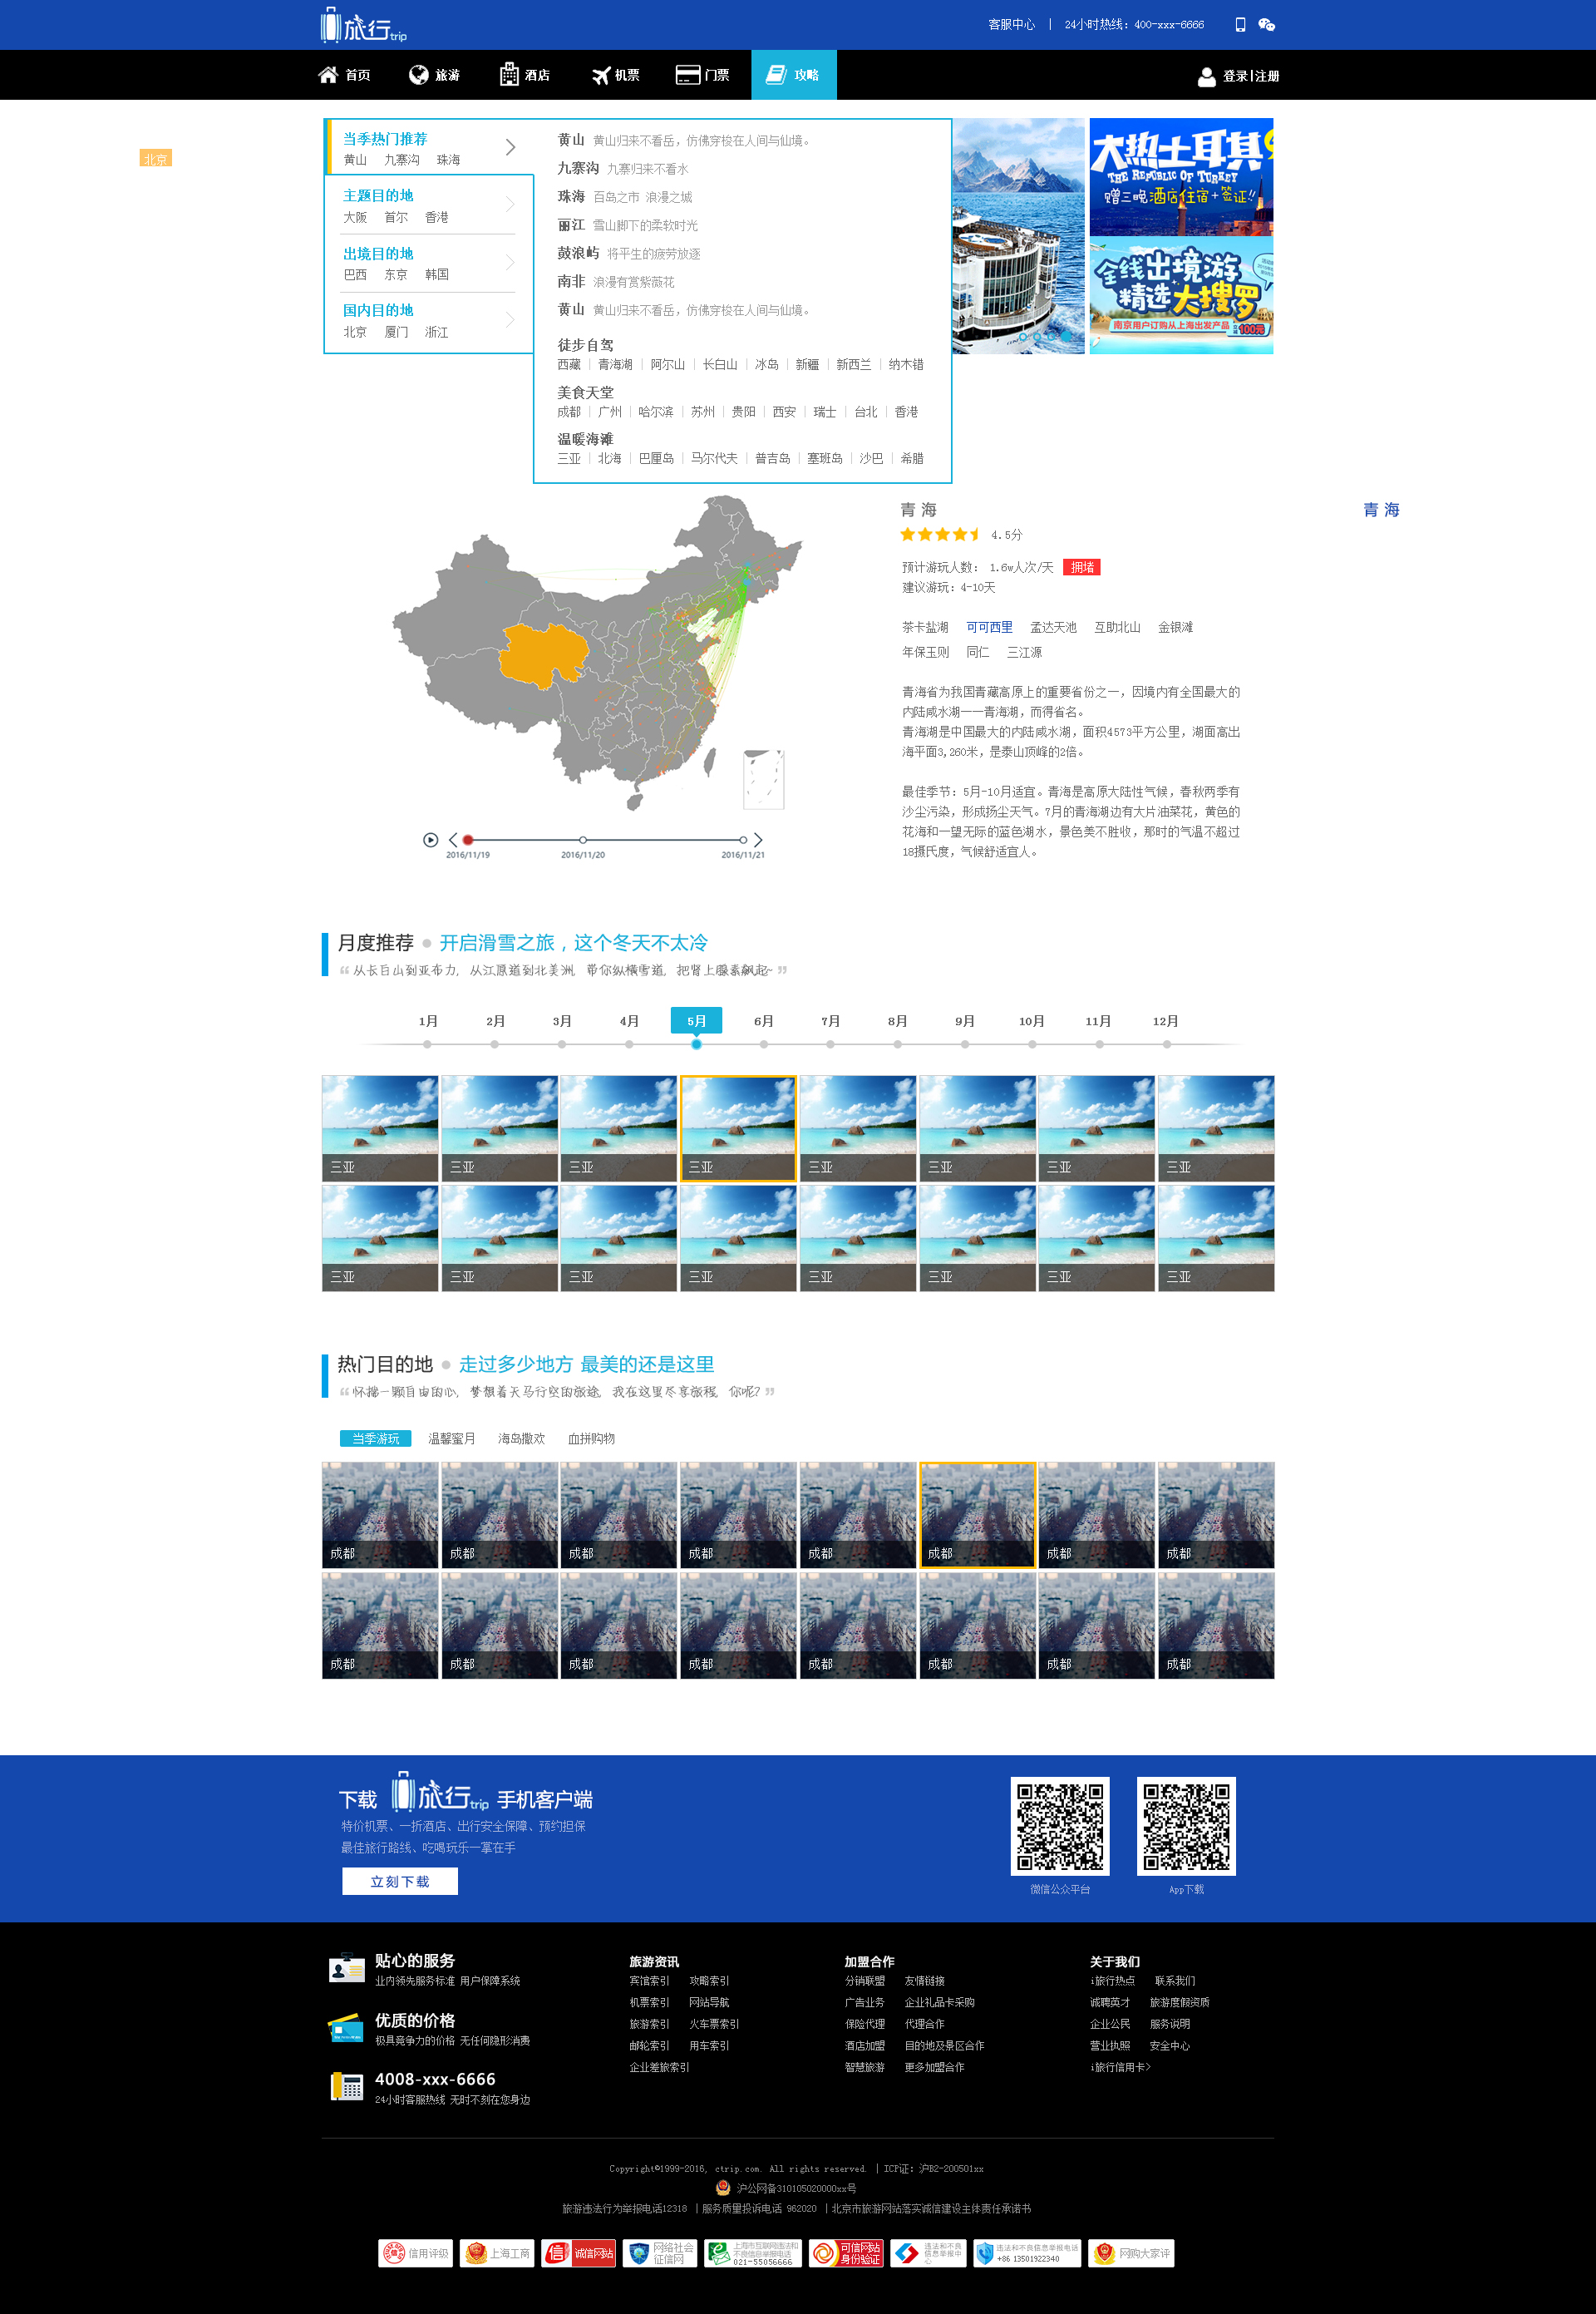 旅行trip
客服中心 | 24小时热线：400-xxx-6666
首页 旅游 酒店 机票 门票 攻略 登录|注册
北京
当季热门推荐
黄山 九寨沟 珠海
主题目的地
大阪 首尔 香港
出境目的地
巴西 东京 韩国
国内目的地
北京 厦门 浙江
黄山 黄山归来不看岳，仿佛穿梭在人间与仙境。
九寨沟 九寨归来不看水
珠海 百岛之市 浪漫之城
丽江 雪山脚下的柔软时光
鼓浪屿 将平生的疲劳放逐
南非 浪漫有赏紫薇花
黄山 黄山归来不看岳，仿佛穿梭在人间与仙境。
徒步自驾
西藏 | 青海湖 | 阿尔山 | 长白山 | 冰岛 | 新疆 | 新西兰 | 纳木错
美食天堂
成都 | 广州 | 哈尔滨 | 苏州 | 贵阳 | 西安 | 瑞士 | 台北 | 香港
温暖海滩
三亚 | 北海 | 巴厘岛 | 马尔代夫 | 普吉岛 | 塞班岛 | 沙巴 | 希腊
大热土耳其
The REPUBLIC OF TURKEY
赠三晚酒店住宿+签证!!
全线出境游
精选大搜罗
南京用户订购从上海出发产品 100元
青海
4.5分
预计游玩人数： 1.6w人次/天 拥堵
建议游玩：4-10天
茶卡盐湖 可可西里 孟达天池 互助北山 金银滩
年保玉则 同仁 三江源
青海省为我国青藏高原上的重要省份之一，因境内有全国最大的
内陆咸水湖——青海湖，而得省名。
青海湖是中国最大的内陆咸水湖，面积4573平方公里，湖面高出
海平面3,260米，是泰山顶峰的2倍。
最佳季节：5月-10月适宜。青海是高原大陆性气候，春秋两季有
沙尘污染，形成扬尘天气。7月的青海湖边有大片油菜花，黄色的
花海和一望无际的蓝色湖水，景色美不胜收，那时的气温不超过
18摄氏度，气候舒适宜人。
青海
2016/11/19 2016/11/20 2016/11/21
月度推荐 ● 开启滑雪之旅，这个冬天不太冷
“ 从长白山到亚布力，从江原道到北美洲，带你纵横雪道，把肾上腺素飙起~ ”
1月 2月 3月 4月 5月 6月 7月 8月 9月 10月 11月 12月
三亚 三亚 三亚 三亚 三亚 三亚 三亚 三亚
三亚 三亚 三亚 三亚 三亚 三亚 三亚 三亚
热门目的地 ● 走过多少地方 最美的还是这里
“ 怀揣一颗自由的心，梦想着天马行空的旅途，我在这里尽享旅程，你呢？ ”
当季游玩 温馨蜜月 海岛撒欢 血拼购物
成都 成都 成都 成都 成都 成都 成都 成都
成都 成都 成都 成都 成都 成都 成都 成都
下载 旅行trip 手机客户端
特价机票、一折酒店、出行安全保障、预约担保
最佳旅行路线、吃喝玩乐一掌在手
立刻下载
微信公众平台 App下载
贴心的服务
业内领先服务标准 用户保障系统
优质的价格
极具竞争力的价格 无任何隐形消费
4008-xxx-6666
24小时客服热线 无时不刻在您身边
旅游资讯
宾馆索引 攻略索引
机票索引 网站导航
旅游索引 火车票索引
邮轮索引 用车索引
企业差旅索引
加盟合作
分销联盟 友情链接
广告业务 企业礼品卡采购
保险代理 代理合作
酒店加盟 目的地及景区合作
智慧旅游 更多加盟合作
关于我们
i旅行热点 联系我们
诚聘英才 旅游度假资质
企业公民 服务说明
营业执照 安全中心
i旅行信用卡>
Copyright©1999-2016, ctrip.com. All rights reserved. | ICP证：沪B2-200501xx
沪公网备310105020000xx号
旅游违法行为举报电话12318 | 服务质量投诉电话 962020 | 北京市旅游网站落实诚信建设主体责任承诺书
信用评级
上海工商
诚信网站
网络社会
征信网
上海市互联网违法和
不良信息举报电话
021-55056666
可信网站
身份验证
违法和不良
信息举报中
心
违法和不良信息举报电话
+86 13501922340
网购大家评